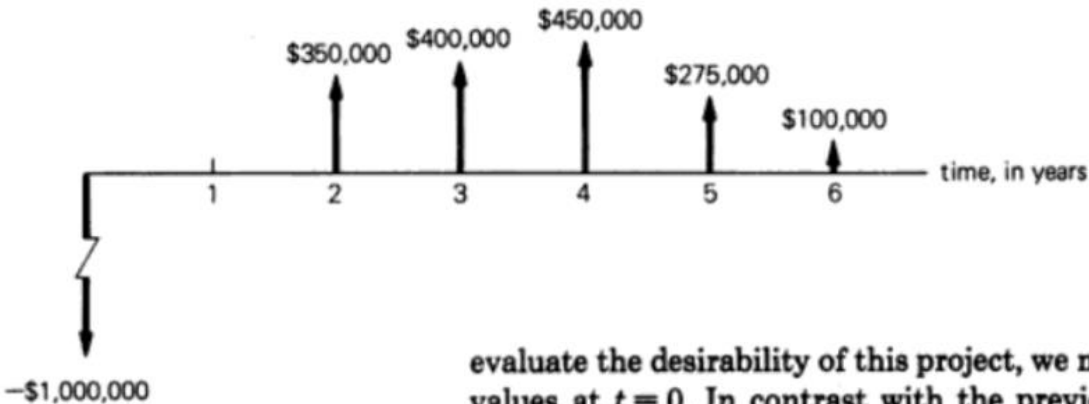 $450,000
$350,000 $400,000
$275,000
$100,000
1 2 3 4 5 6 time, in years
−$1,000,000
evaluate the desirability of this project, we
values at t = 0. In contrast with the